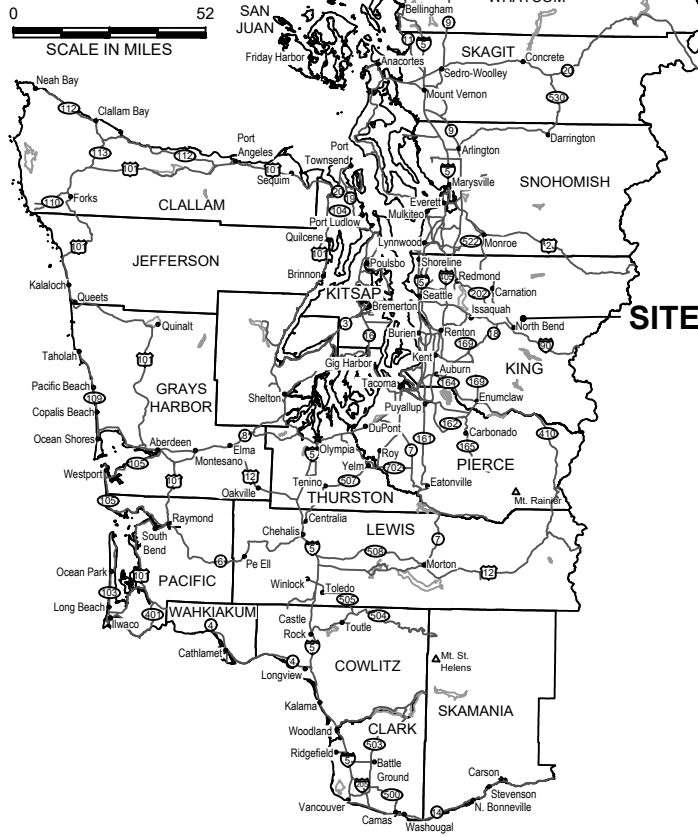 WHATCOM
0 52
SCALE IN MILES
SAN
JUAN
Bellingham
9
11
5
SKAGIT
Friday Harbor
Anacortes
Concrete
Sedro-Woolley
20
Neah Bay
Mount Vernon
530
112
Clallam Bay
9
Darrington
113
112
Port
Angeles
Port
Townsend
Arlington
101
101
Sequim
5
Marysville
SNOHOMISH
110
Forks
CLALLAM
20
19
104
Everett
Mulkiteo
Port Ludlow
101
Quilcene
Lynnwood
522
Monroe
2
JEFFERSON
101
Poulsbo
Shoreline
Brinnon
5
405
Redmond
Kalaloch
KITSAP
202
Carnation
Queets
Bremerton
Seattle
Issaquah
SITE
Quinalt
3
16
Burien
Renton
18
North Bend
169
90
Taholah
101
Gig Harbor
Kent
KING
Auburn
Pacific Beach
GRAYS
HARBOR
Tacoma
164
169
109
Shelton
Enumclaw
Copalis Beach
Puyallup
162
DuPont
Carbonado
410
Ocean Shores
Aberdeen
8
Elma
Olympia
161
165
105
Montesano
5
Roy
7
PIERCE
Westport
12
Yelm
702
101
Oakville
Tenino
507
Eatonville
Mt. Rainier
105
THURSTON
Raymond
Centralia
LEWIS
South
Bend
Chehalis
7
5
508
6
Pe Ell
Morton
12
Ocean Park
101
PACIFIC
Winlock
Toledo
103
505
Long Beach
401
WAHKIAKUM
Castle
Rock
504
Ilwaco
4
Toutle
5
Cathlamet
4
COWLITZ
Mt. St.
Helens
Longview
SKAMANIA
Kalama
CLARK
Woodland
503
Ridgefield
5
Battle
Ground
Carson
205
500
Stevenson
Vancouver
14
N. Bonneville
Camas
Washougal